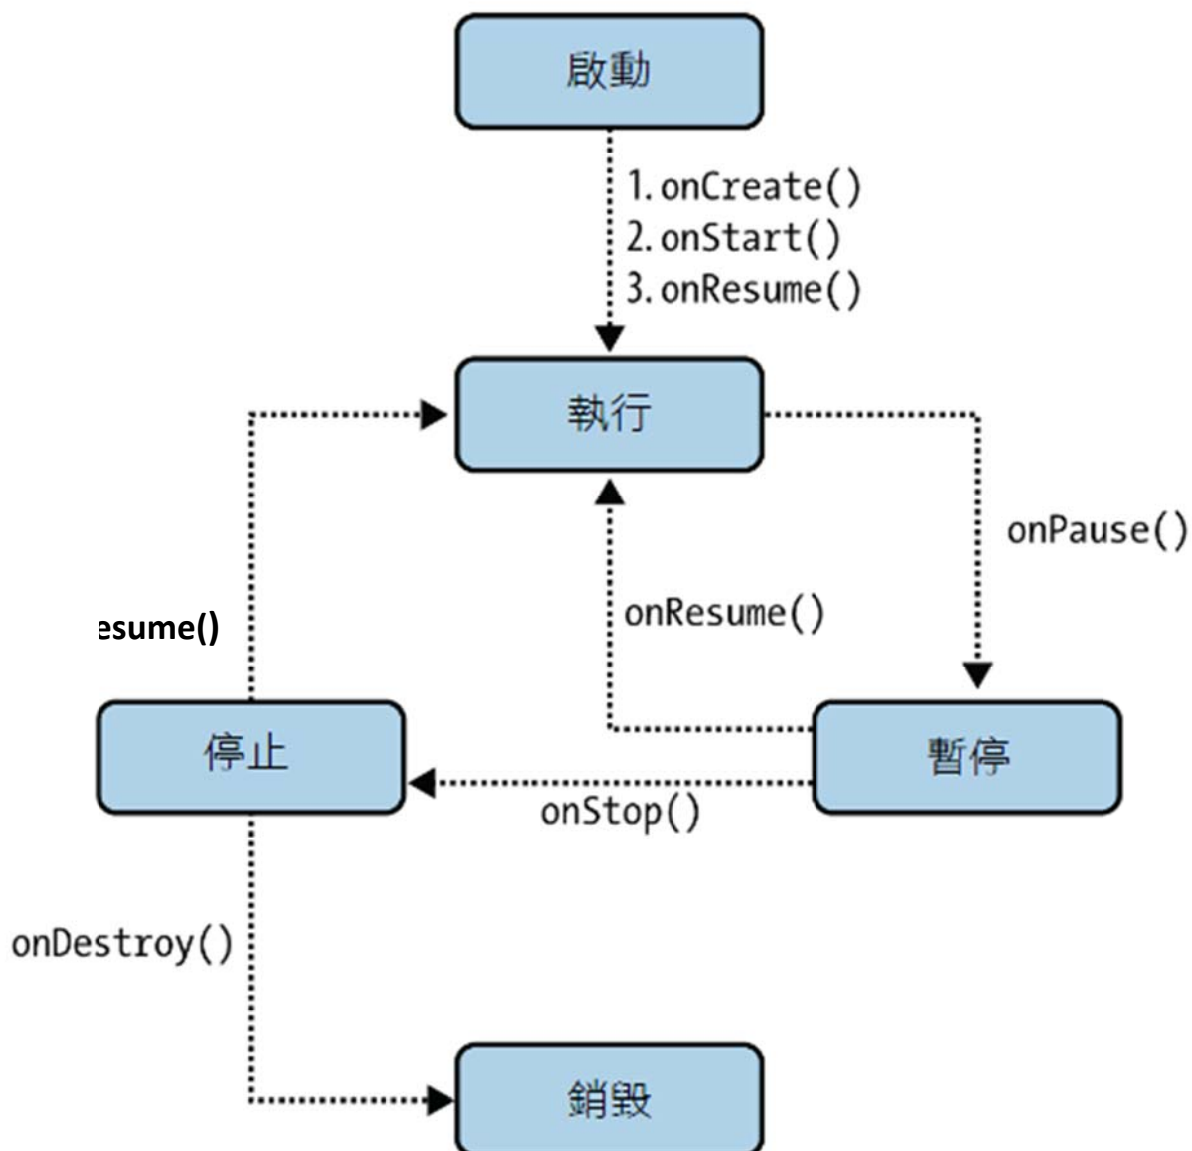 啟動
1.onCreate()
2.onStart()
3.onResume()
執行
onPause()
onResume()
esume()
停止
暫停
onStop()
onDestroy()
銷毀